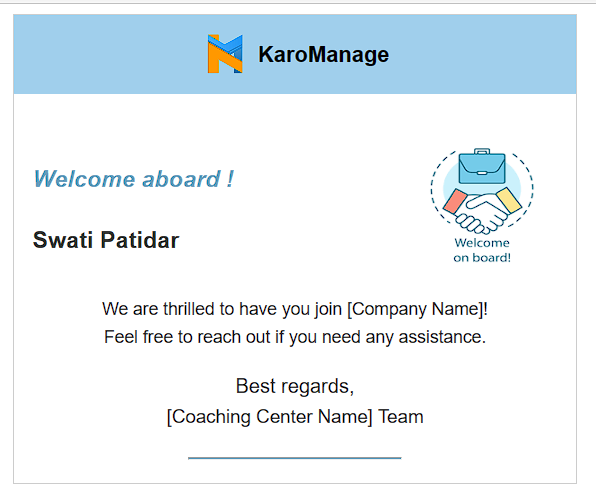 KaroManage
Welcome aboard !
Welcome
on board!
Swati Patidar
We are thrilled to have you join [Company Name]!
Feel free to reach out if you need any assistance.
Best regards,
[Coaching Center Name] Team